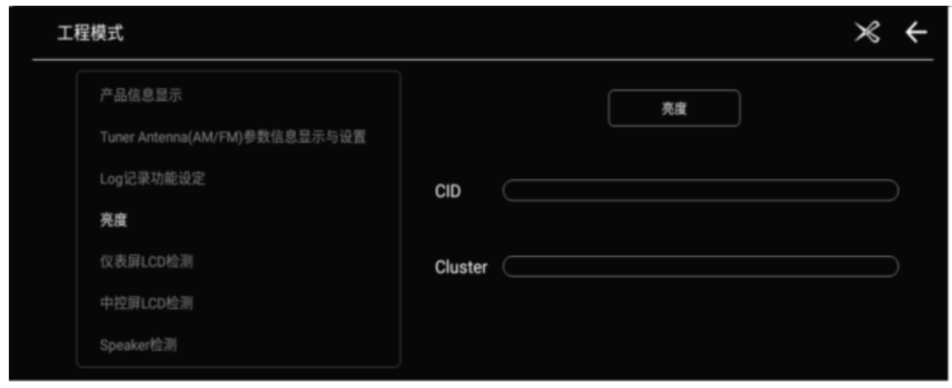 工程模式
产品信息显示
Tuner Antenna(AM/FM)参数信息显示与设置
Log记录功能设定
亮度
仪表屏LCD检测
中控屏LCD检测
Speaker检测
亮度
CID
Cluster